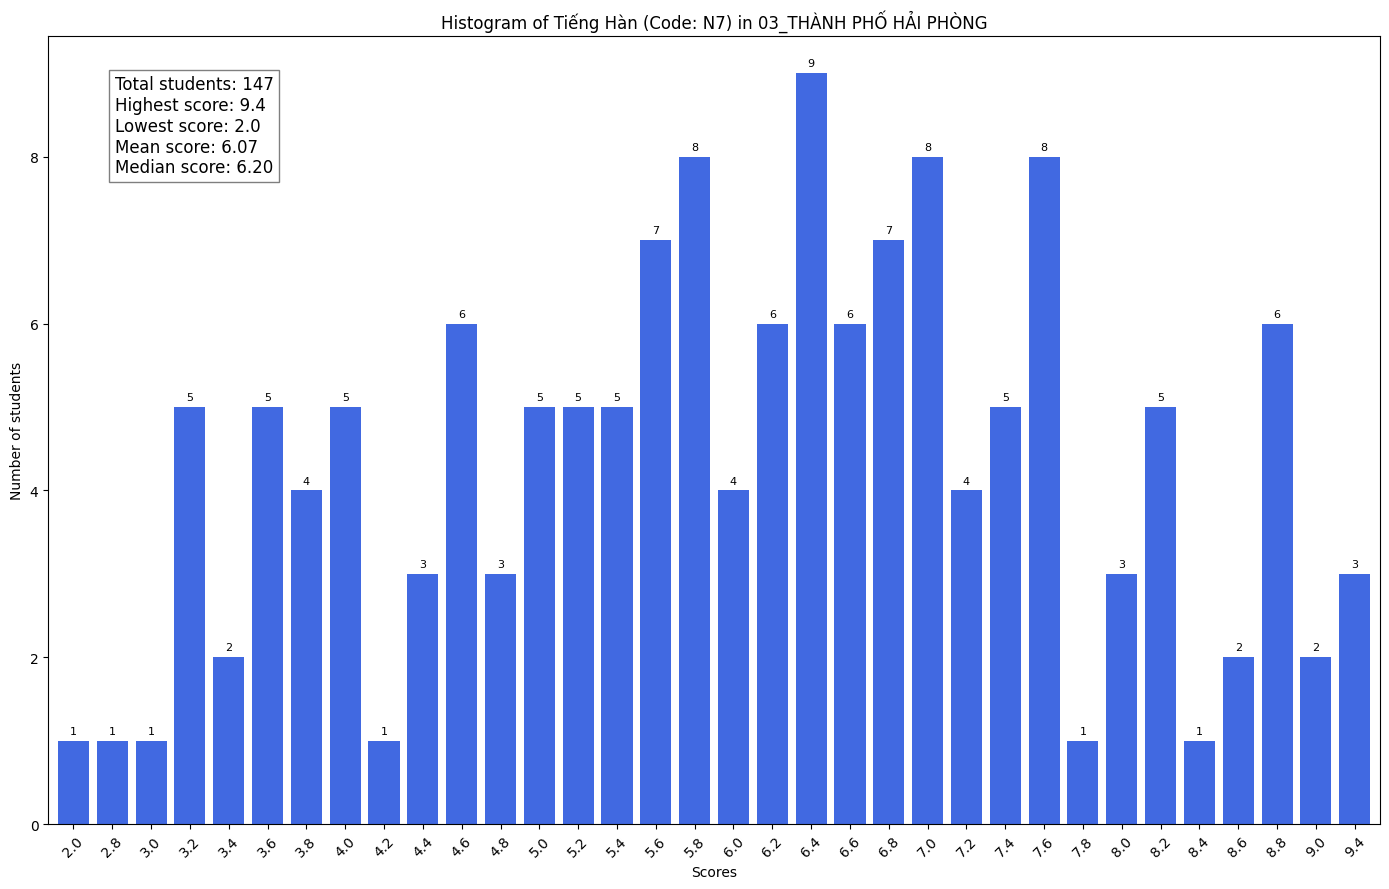 Histogram of Tiếng Hàn (Code: N7) in 03_THÀNH PHỐ HẢI PHÒNG
Total students: 147
Highest score: 9.4
Lowest score: 2.0
Mean score: 6.07
Median score: 6.20
Number of students
8
6
4
2
0
1 1 1 5 2 5 4 5 1 3 6 3 5 5 5 7 8 4 6 9 6 7 8 4 5 8 1 3 5 1 2 6 2 3
2.0 2.8 3.0 3.2 3.4 3.6 3.8 4.0 4.2 4.4 4.6 4.8 5.0 5.2 5.4 5.6 5.8 6.0 6.2 6.4 6.6 6.8 7.0 7.2 7.4 7.6 7.8 8.0 8.2 8.4 8.6 8.8 9.0 9.4
Scores